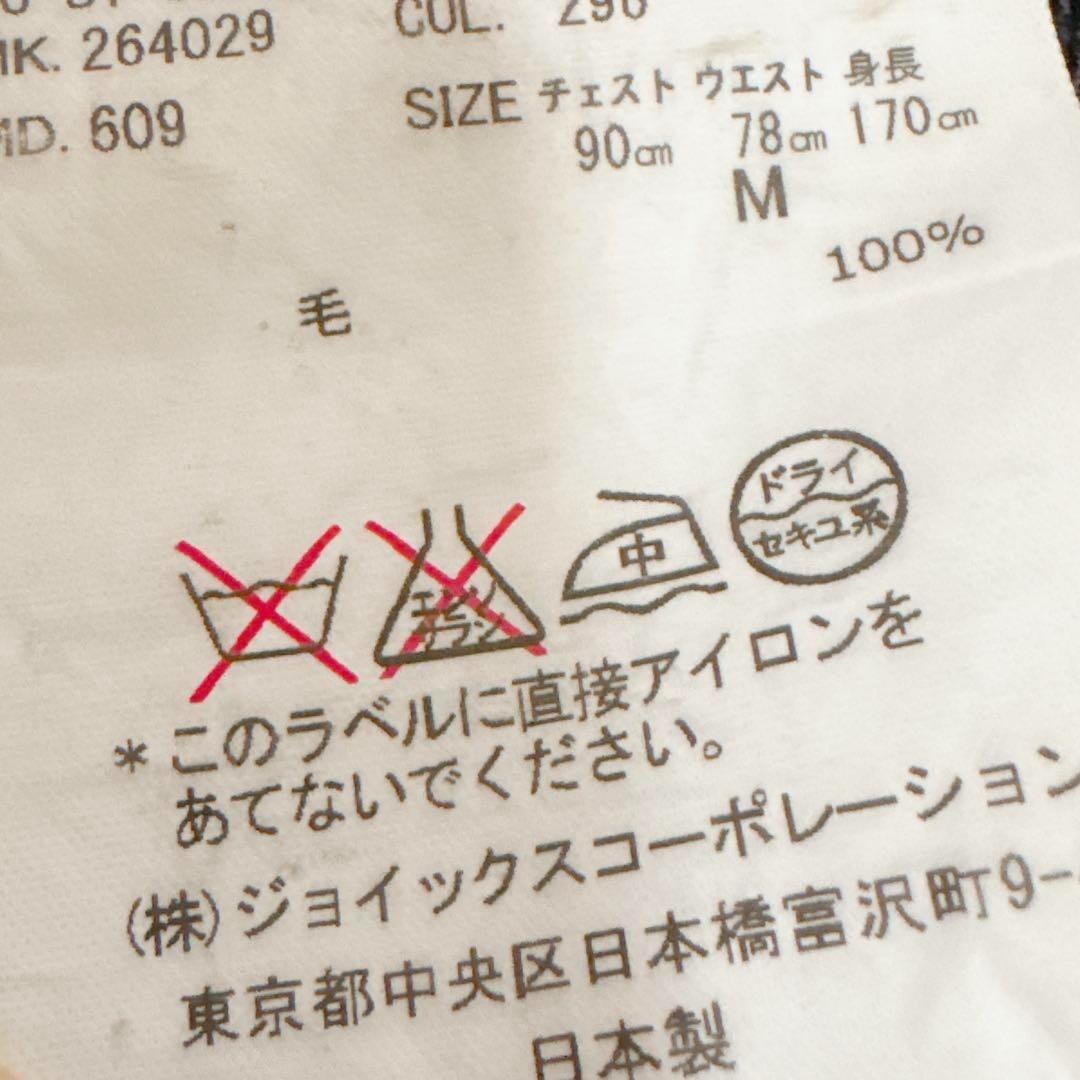 MK. 264029
COL. 296
MD. 609
SIZE チェスト ウエスト 身長
90㎝ 78㎝ 170㎝
M
毛 100%
エンソ
サラシ
中
ドライ
セキユ系
* このラベルに直接アイロンを
あてないでください。
(株)ジョイックスコーポレーション
東京都中央区日本橋富沢町9-
日本製